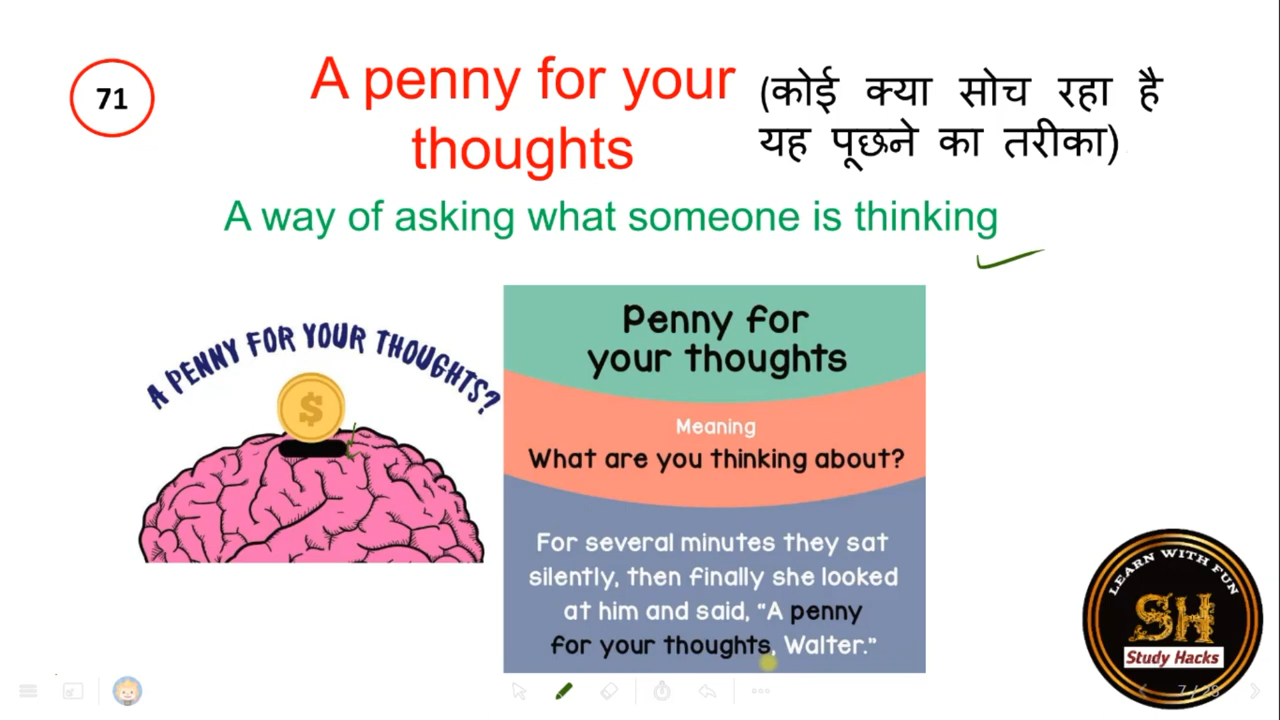 71
A penny for your
thoughts
(कोई क्या सोच रहा है
यह पूछने का तरीका)
A way of asking what someone is thinking
A PENNY FOR YOUR THOUGHTS?
$
Penny for
your thoughts
Meaning
What are you thinking about?
For several minutes they sat
silently, then finally she looked
at him and said, “A penny
for your thoughts, Walter.”
LEARN WITH FUN
SH
Study Hacks
7 / 28